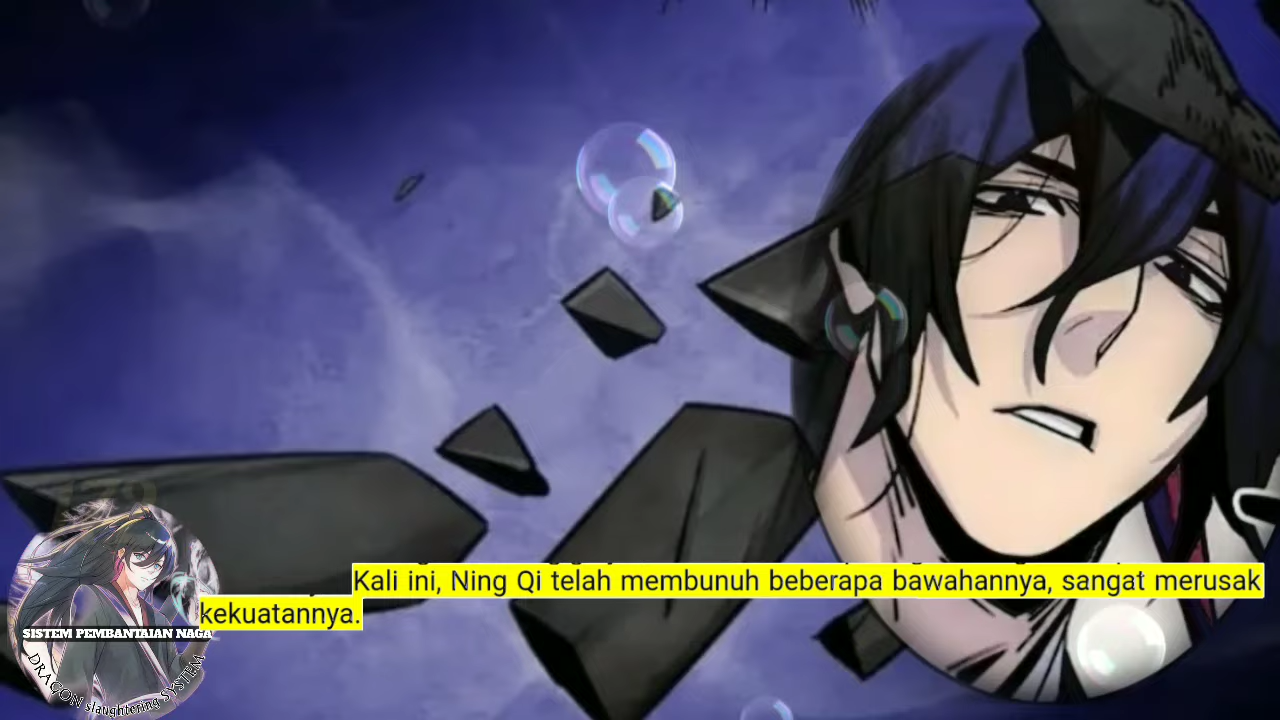 Kali ini, Ning Qi telah membunuh beberapa bawahannya, sangat merusak
kekuatannya.
SISTEM PEMBANTAIAN NAGA
DRAGON slaughtering SYSTEM